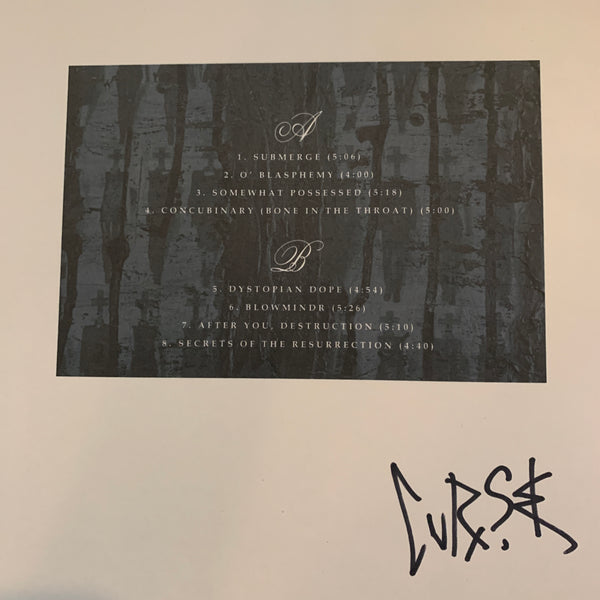 A
1. SUBMERGE (5:06)
2. O' BLASPHEMY (4:00)
3. SOMEWHAT POSSESSED (5:18)
4. CONCUBINARY (BONE IN THE THROAT) (5:00)
B
5. DYSTOPIAN DOPE (4:54)
6. BLOWMINDR (5:26)
7. AFTER YOU, DESTRUCTION (5:10)
8. SECRETS OF THE RESURRECTION (4:40)